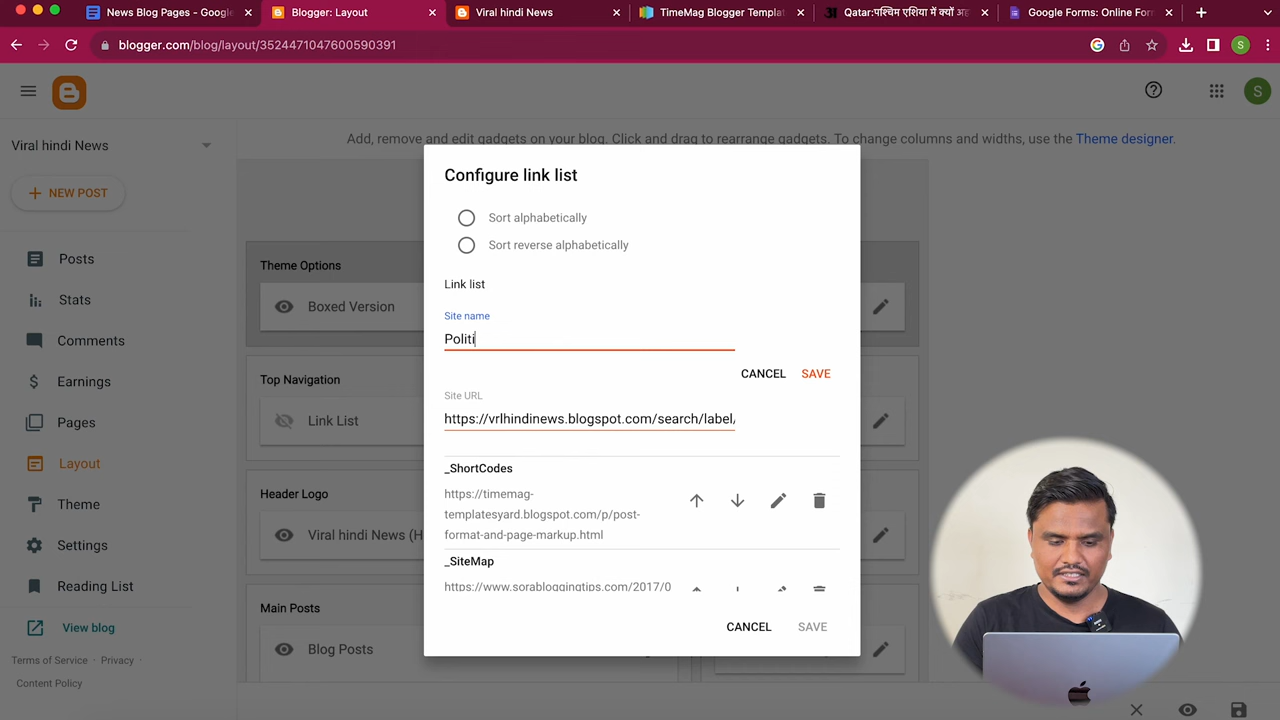 News Blog Pages - Google
Blogger: Layout
Viral hindi News
TimeMag Blogger Templat
Qatar:पश्चिम एशिया में क्यों अह
Google Forms: Online For
blogger.com/blog/layout/3524471047600590391
S
S
Viral hindi News
Add, remove and edit gadgets on your blog. Click and drag to rearrange gadgets. To change columns and widths, use the Theme designer.
NEW POST
Posts
Stats
Comments
Earnings
Pages
Layout
Theme
Settings
Reading List
View blog
Terms of Service · Privacy ·
Content Policy
Theme Options
Boxed Version
Top Navigation
Link List
Header Logo
Viral hindi News (H
Main Posts
Blog Posts
Configure link list
Sort alphabetically
Sort reverse alphabetically
Link list
Site name
Politi
CANCEL SAVE
Site URL
https://vrlhindinews.blogspot.com/search/label/
_ShortCodes
https://timemag-
templatesyard.blogspot.com/p/post-
format-and-page-markup.html
_SiteMap
https://www.sorabloggingtips.com/2017/0
CANCEL SAVE